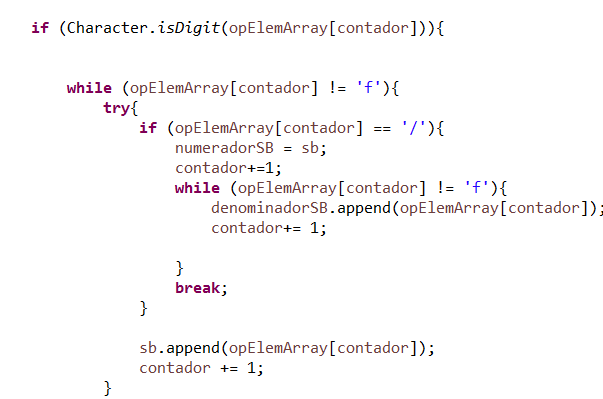 if (Character.isDigit(opElemArray[contador])){
while (opElemArray[contador] != 'f'){
try{
if (opElemArray[contador] == '/'){
numeradorSB = sb;
contador+=1;
while (opElemArray[contador] != 'f'){
denominadorSB.append(opElemArray[contador]);
contador+= 1;
}
break;
}
sb.append(opElemArray[contador]);
contador += 1;
}